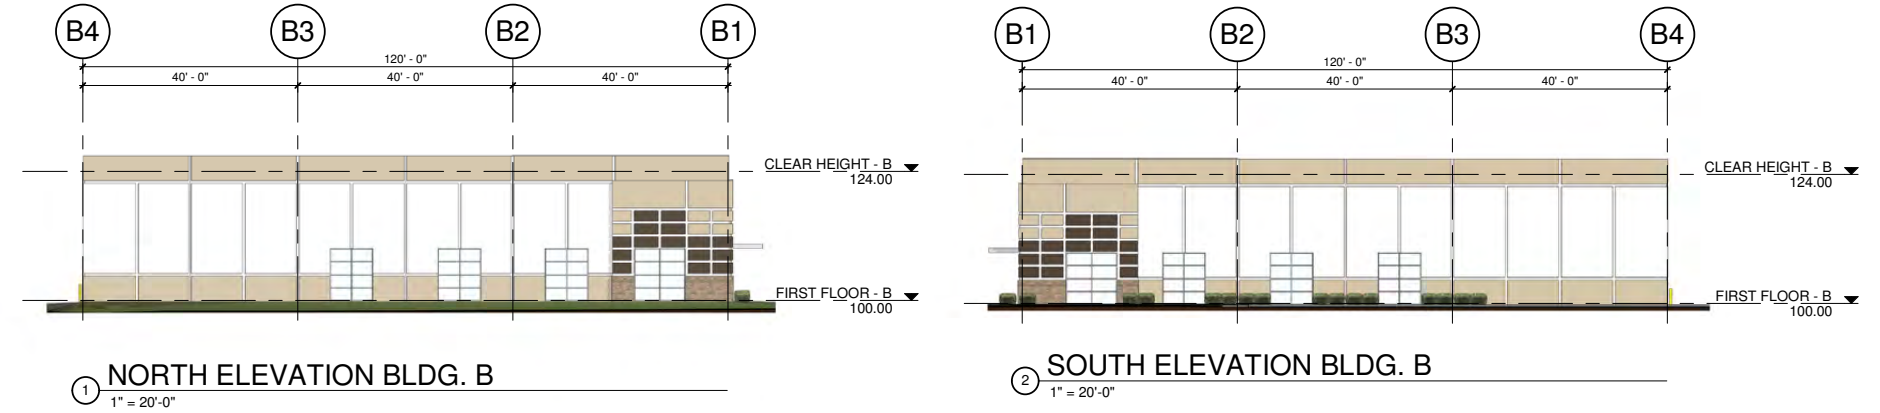 B4 B3 B2 B1
120' - 0"
40' - 0" 40' - 0" 40' - 0"
CLEAR HEIGHT - B
124.00
FIRST FLOOR - B
100.00
1 NORTH ELEVATION BLDG. B
1" = 20'-0"
B1 B2 B3 B4
120' - 0"
40' - 0" 40' - 0" 40' - 0"
CLEAR HEIGHT - B
124.00
FIRST FLOOR - B
100.00
2 SOUTH ELEVATION BLDG. B
1" = 20'-0"